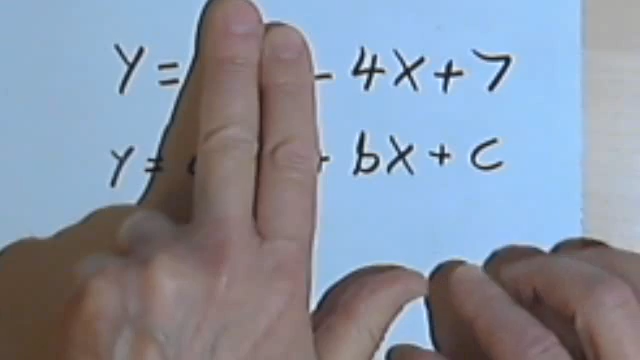 y = - 4x + 7
y = + bx + c